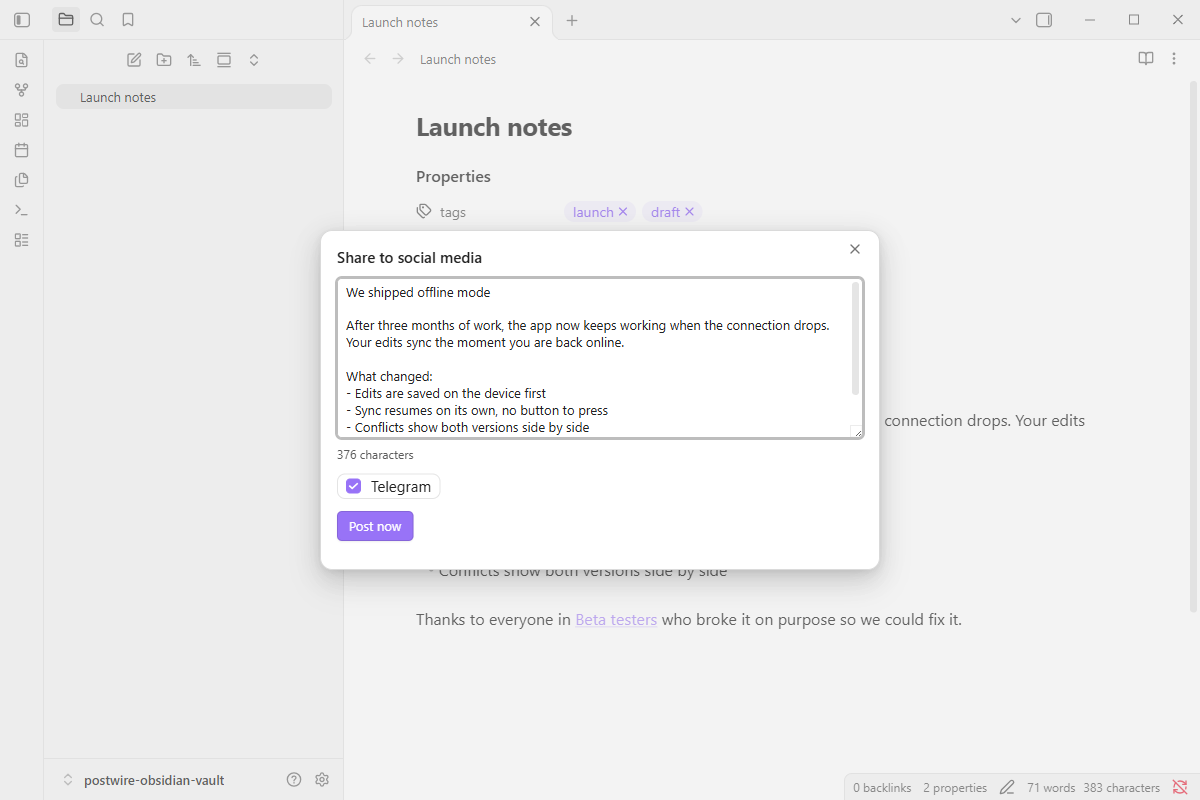 Launch notes
Launch notes
Launch notes
Launch notes
Properties
tags
launch
draft
Share to social media
We shipped offline mode
After three months of work, the app now keeps working when the connection drops.
Your edits sync the moment you are back online.
What changed:
- Edits are saved on the device first
- Sync resumes on its own, no button to press
- Conflicts show both versions side by side
376 characters
Telegram
Post now
connection drops. Your edits
- Conflicts show both versions side by side
Thanks to everyone in Beta testers who broke it on purpose so we could fix it.
postwire-obsidian-vault
0 backlinks 2 properties 71 words 383 characters